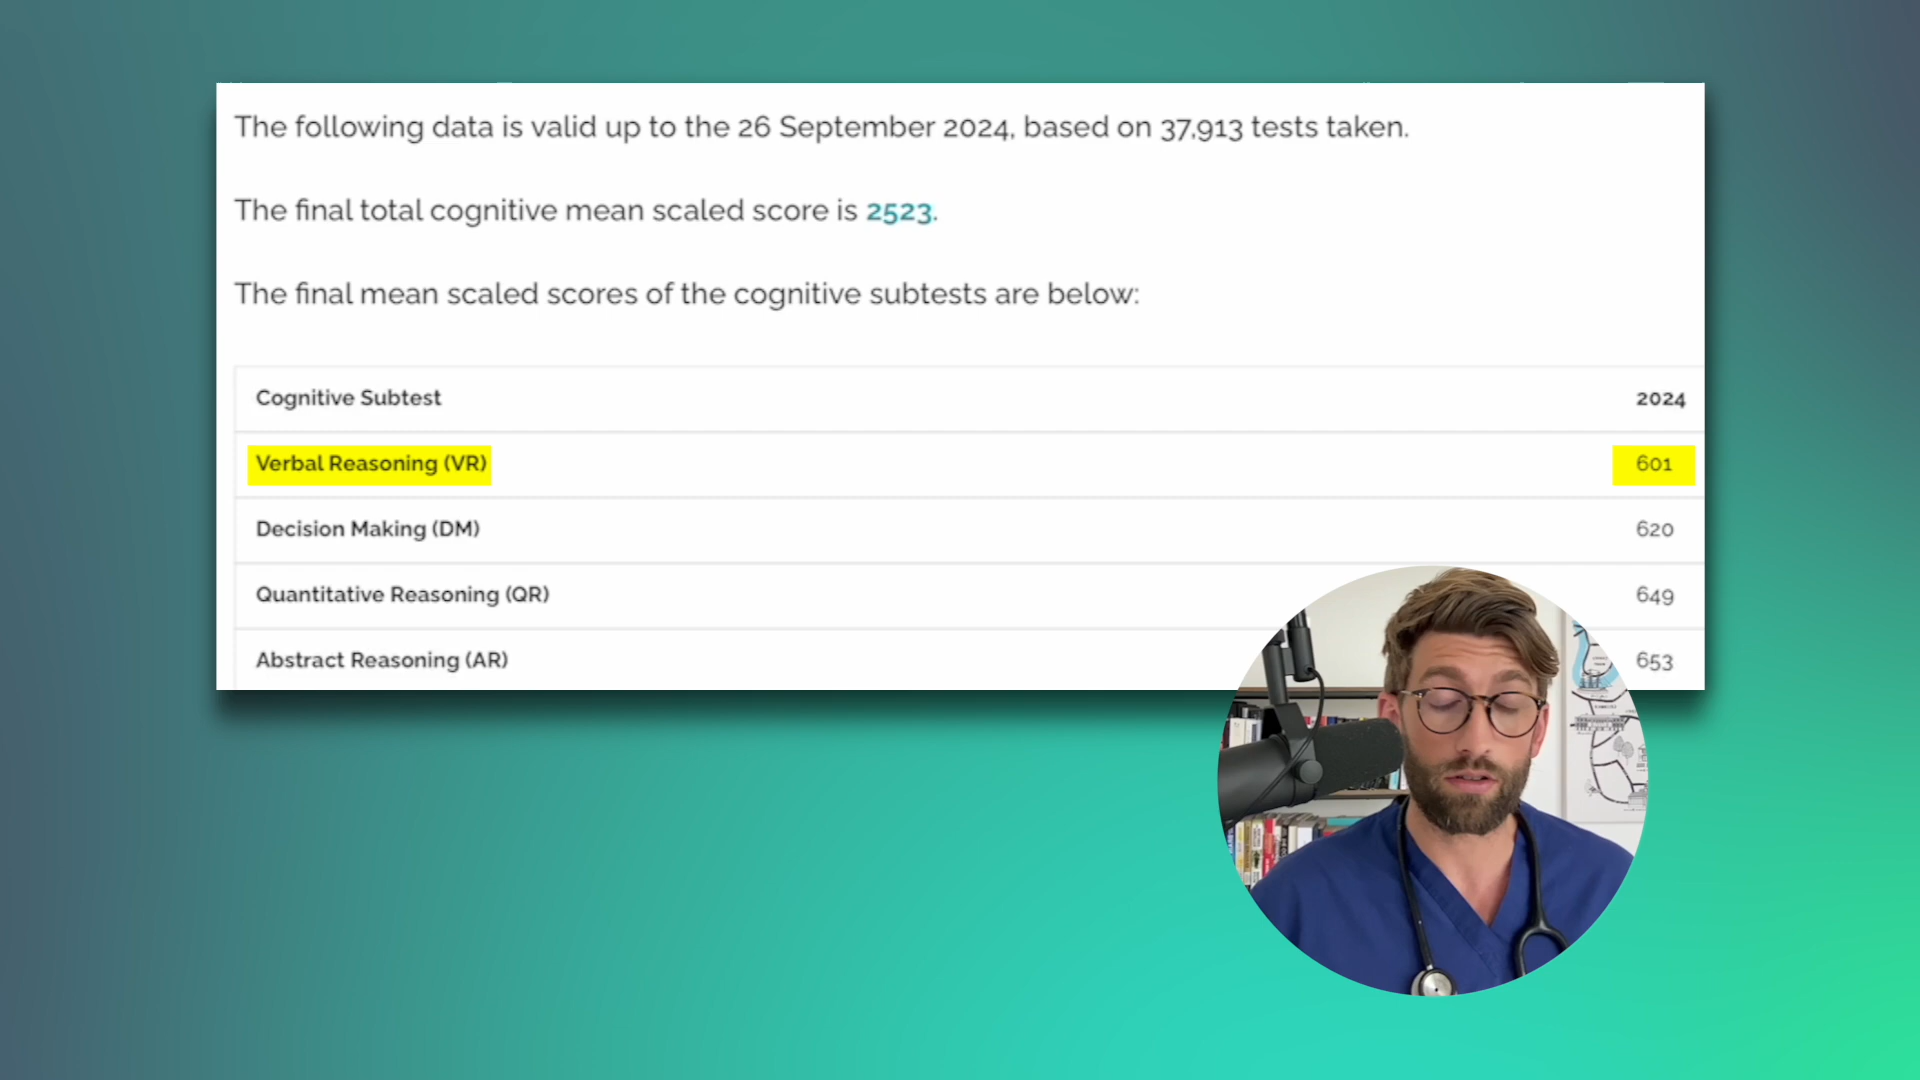 The following data is valid up to the 26 September 2024, based on 37,913 tests taken.
The final total cognitive mean scaled score is 2523.
The final mean scaled scores of the cognitive subtests are below:
Cognitive Subtest 2024
Verbal Reasoning (VR) 601
Decision Making (DM) 620
Quantitative Reasoning (QR) 649
Abstract Reasoning (AR) 653